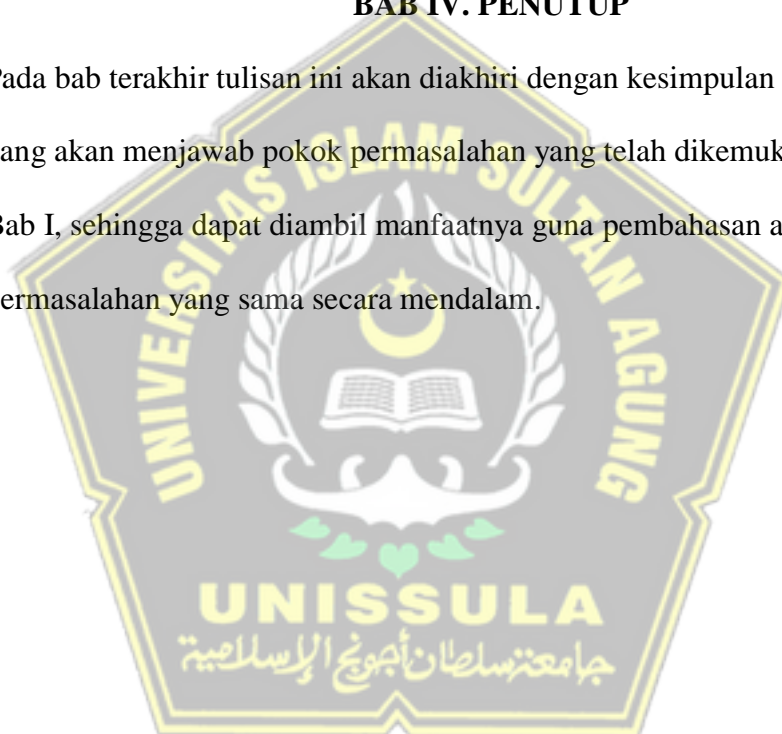 BAB IV. PENUTUP
Pada bab terakhir tulisan ini akan diakhiri dengan kesimpulan
yang akan menjawab pokok permasalahan yang telah dikemuk
Bab I, sehingga dapat diambil manfaatnya guna pembahasan a
permasalahan yang sama secara mendalam.
UNIVERSITAS ISLAM SULTAN AGUNG
UNISSULA
جامعة سلطان أجونج الإسلامية